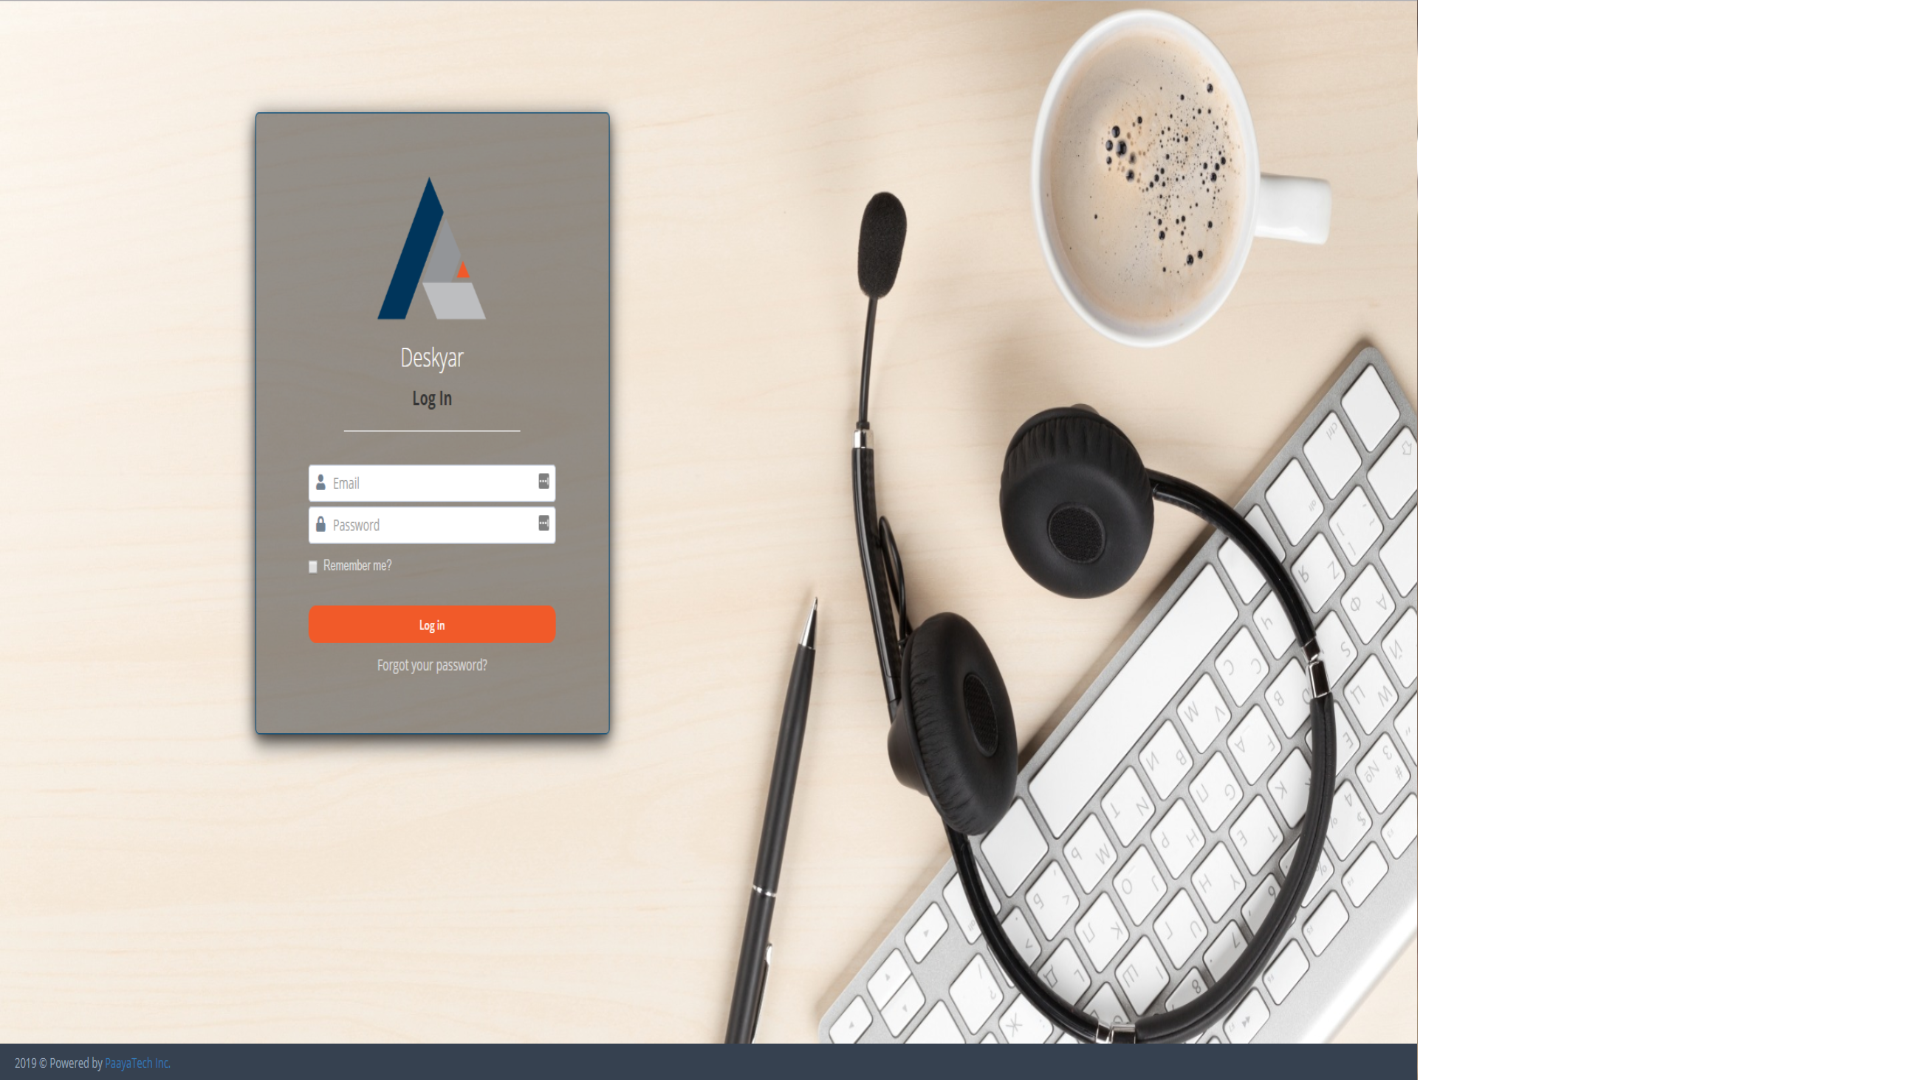 Deskyar
Log In
Email
Password
Remember me?
Log in
Forgot your password?
2019 © Powered by PaayaTech Inc.